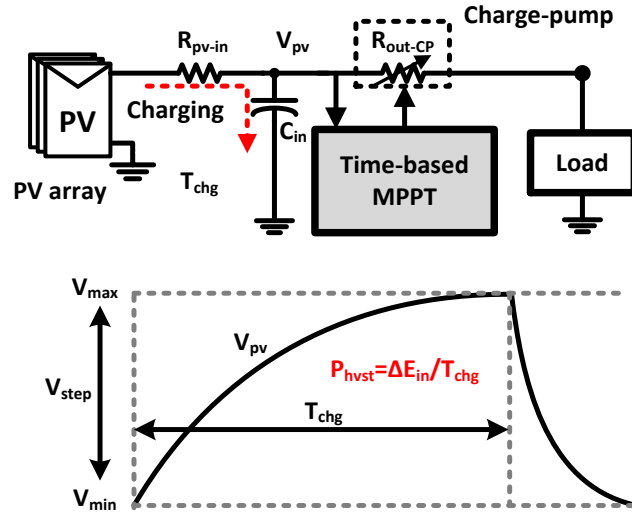 Charge-pump
R_pv-in
V_pv
R_out-CP
PV
Charging
C_in
T_chg
PV array
Time-based
MPPT
Load
V_max
V_pv
P_hvst=ΔE_in/T_chg
V_step
T_chg
V_min